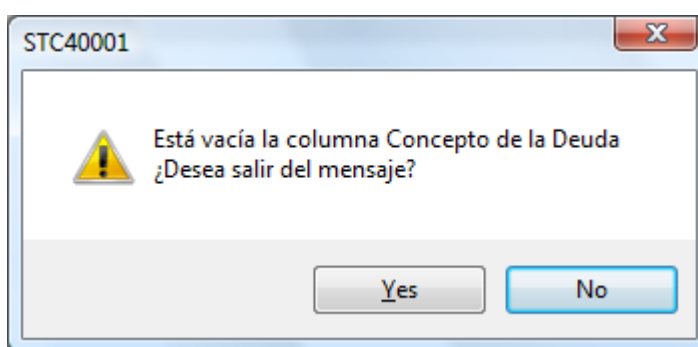 STC40001
Está vacía la columna Concepto de la Deuda
¿Desea salir del mensaje?
Yes
No